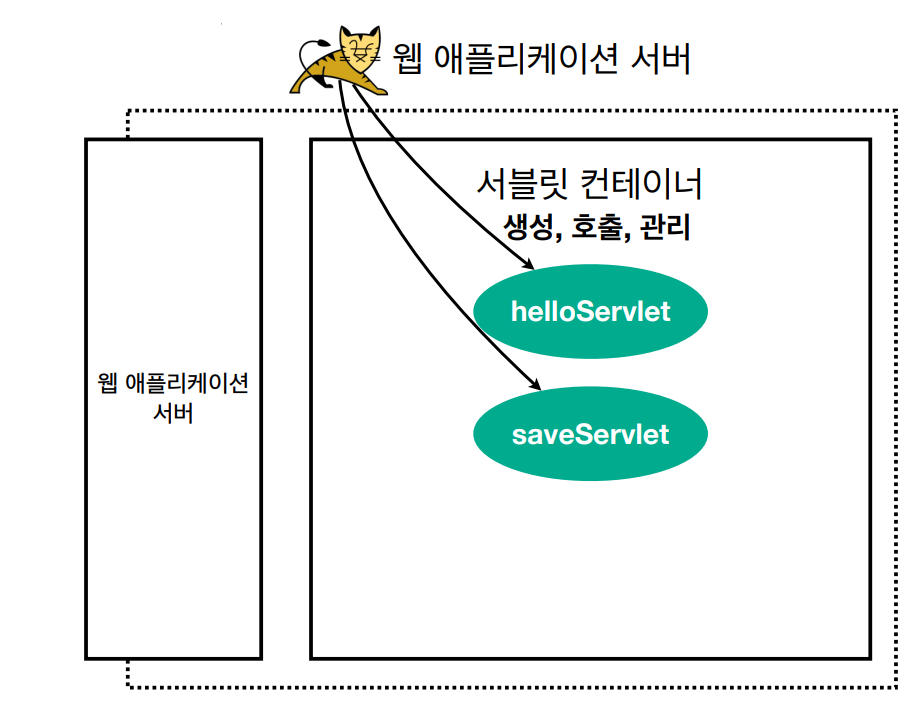 웹 애플리케이션 서버
서블릿 컨테이너
생성, 호출, 관리
helloServlet
웹 애플리케이션
서버
saveServlet